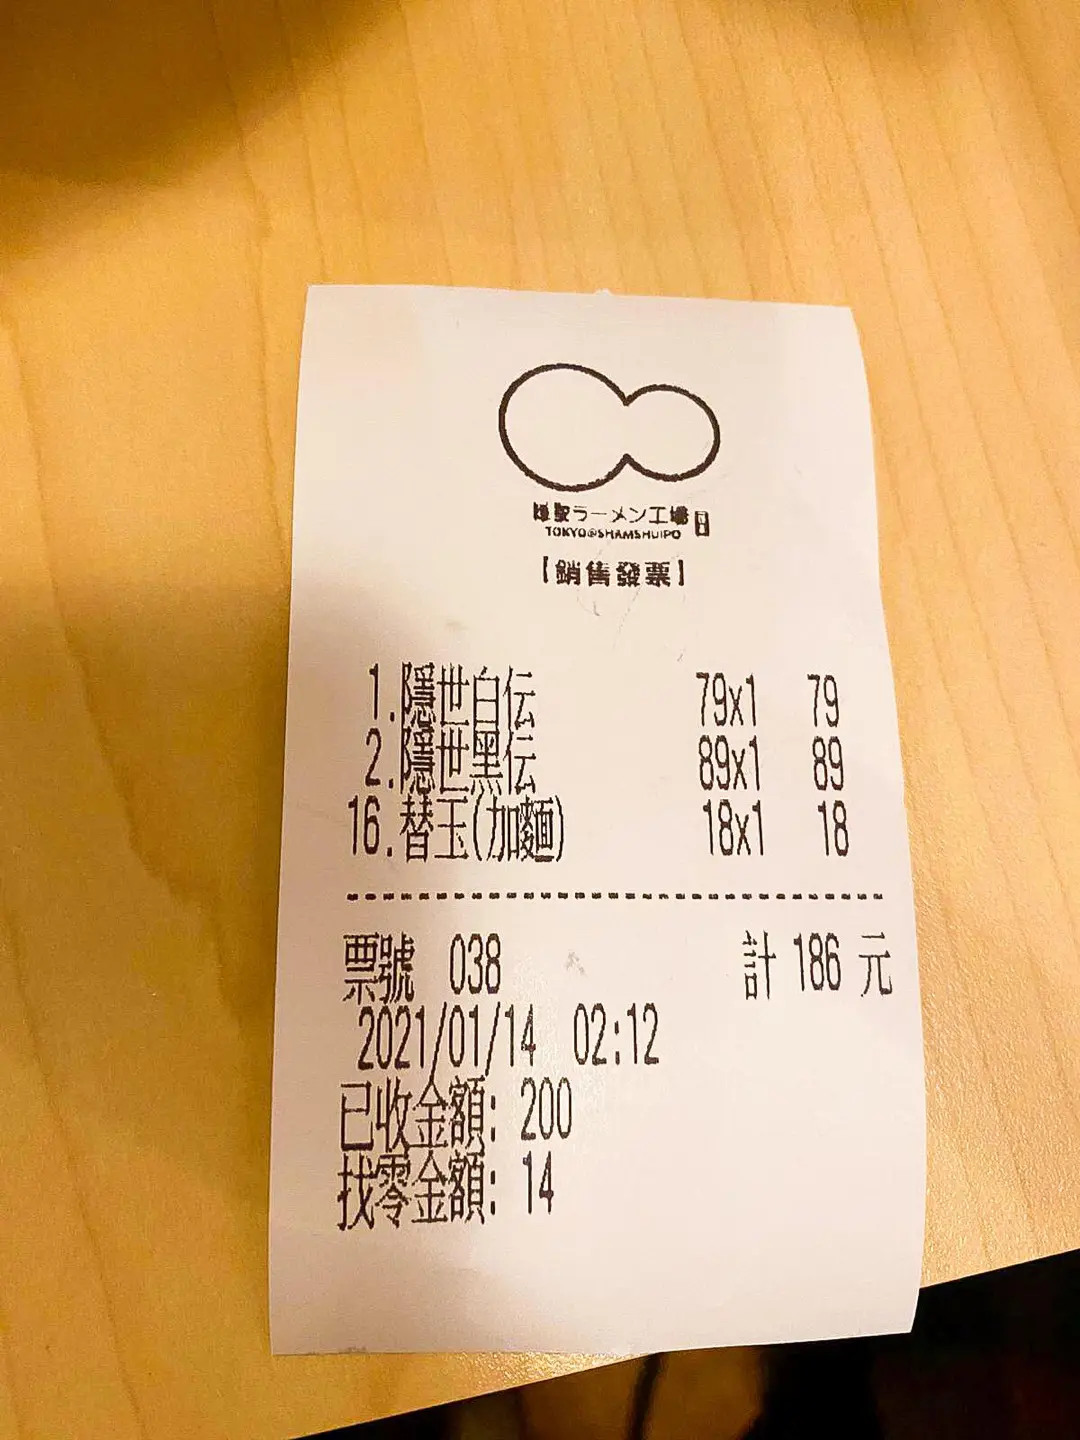 ラーメン工場
TOKYO@SHAMSHUIPO
【銷售發票】
1.隱世白伝 79x1 79
2.隱世黑伝 89x1 89
16.替玉(加麵) 18x1 18
票號 038 計 186 元
2021/01/14 02:12
已收金額: 200
找零金額: 14